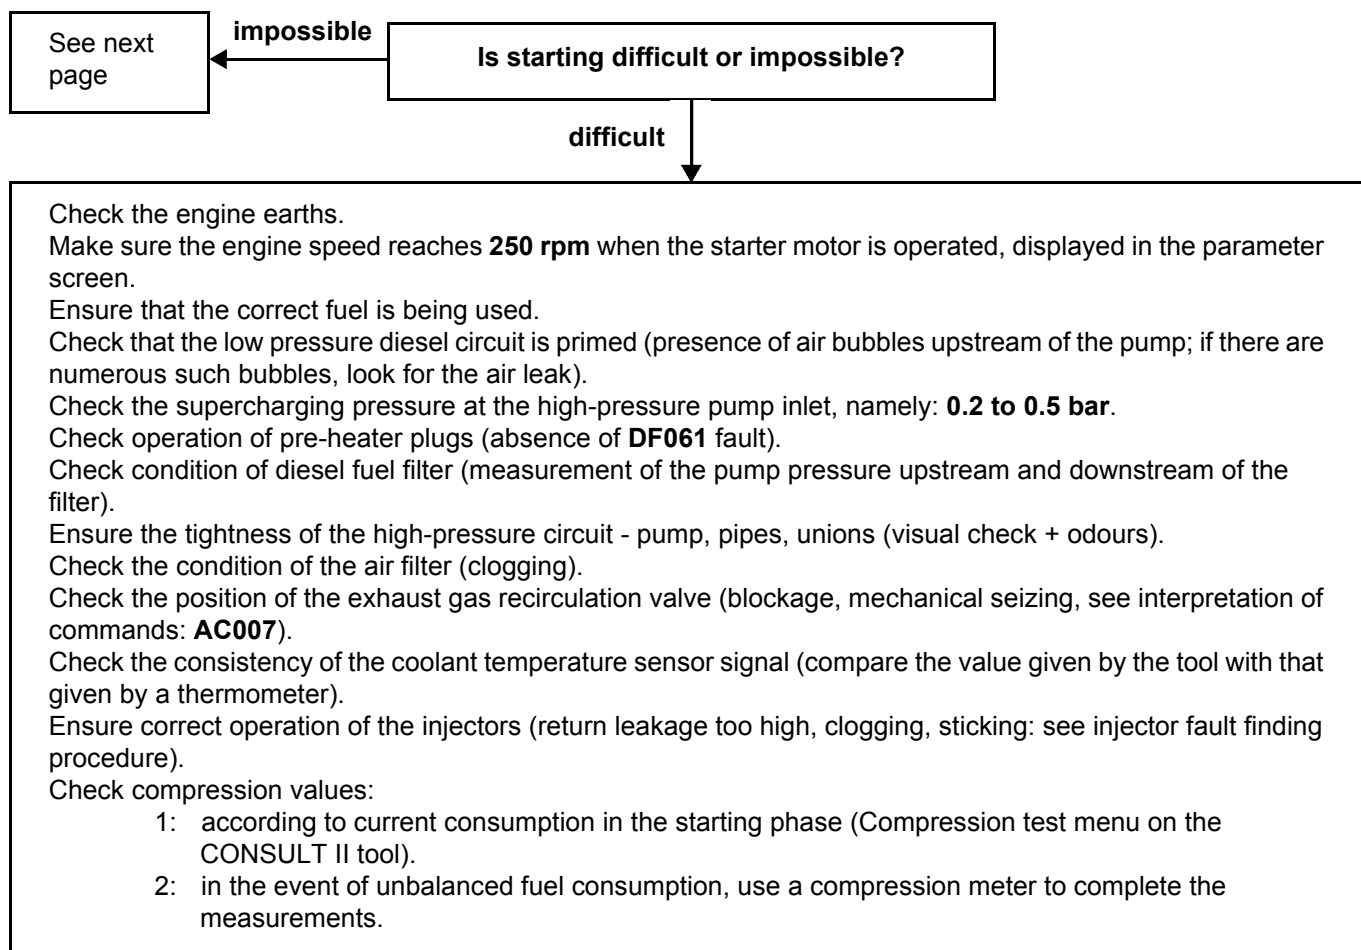 See next
page
impossible
Is starting difficult or impossible?
difficult
Check the engine earths.
Make sure the engine speed reaches 250 rpm when the starter motor is operated, displayed in the parameter
screen.
Ensure that the correct fuel is being used.
Check that the low pressure diesel circuit is primed (presence of air bubbles upstream of the pump; if there are
numerous such bubbles, look for the air leak).
Check the supercharging pressure at the high-pressure pump inlet, namely: 0.2 to 0.5 bar.
Check operation of pre-heater plugs (absence of DF061 fault).
Check condition of diesel fuel filter (measurement of the pump pressure upstream and downstream of the
filter).
Ensure the tightness of the high-pressure circuit - pump, pipes, unions (visual check + odours).
Check the condition of the air filter (clogging).
Check the position of the exhaust gas recirculation valve (blockage, mechanical seizing, see interpretation of
commands: AC007).
Check the consistency of the coolant temperature sensor signal (compare the value given by the tool with that
given by a thermometer).
Ensure correct operation of the injectors (return leakage too high, clogging, sticking: see injector fault finding
procedure).
Check compression values:
1: according to current consumption in the starting phase (Compression test menu on the
CONSULT II tool).
2: in the event of unbalanced fuel consumption, use a compression meter to complete the
measurements.